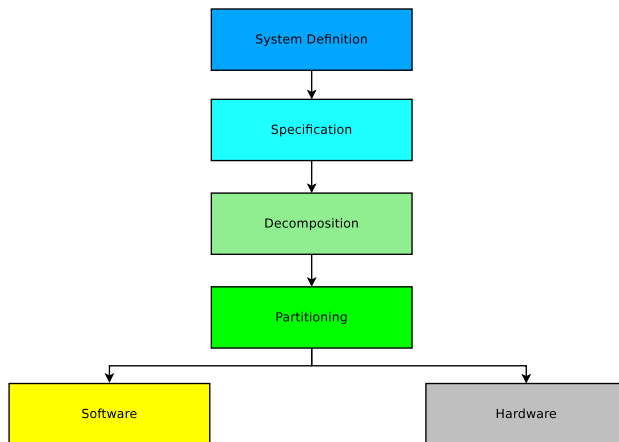 System Definition
Specification
Decomposition
Partitioning
Software
Hardware